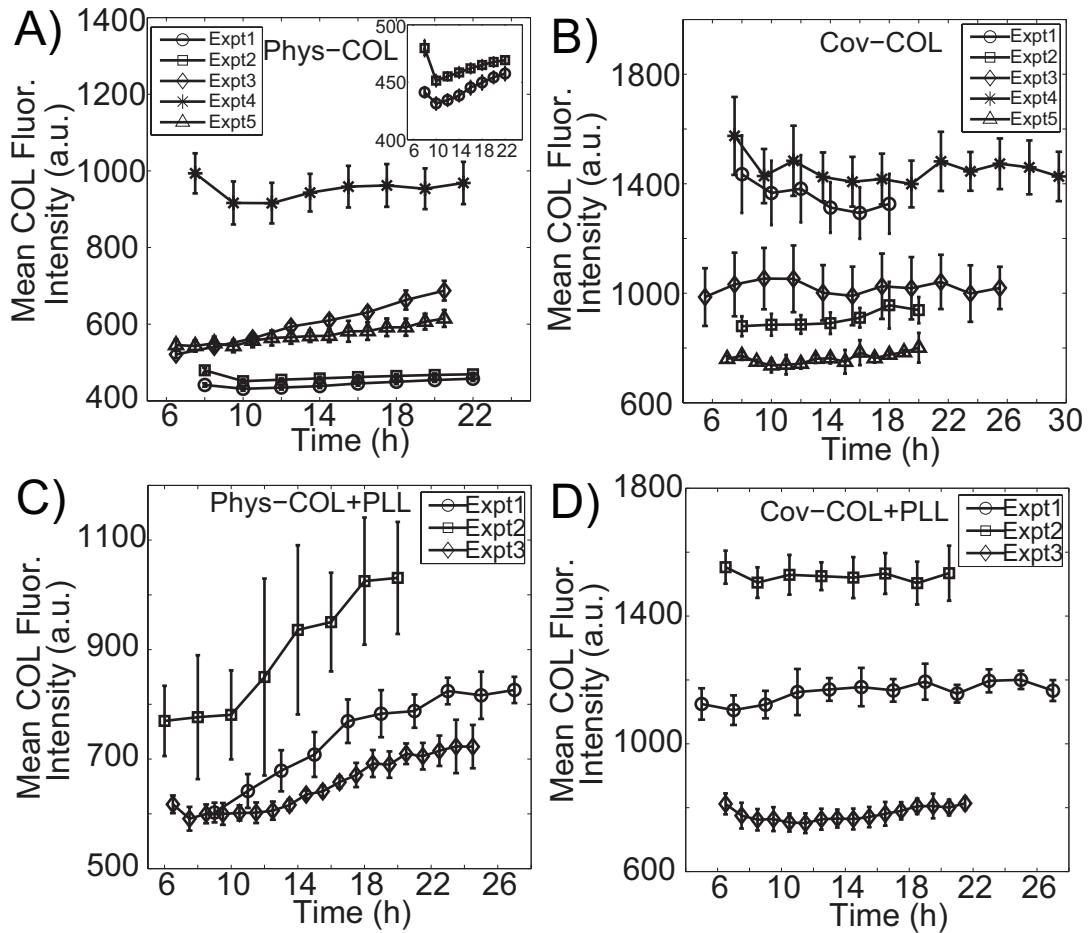 A)
Phys-COL
Expt1
Expt2
Expt3
Expt4
Expt5
500
450
400
6 10 14 18 22
1400
1200
1000
800
600
400
6 10 14 18 22
Time (h)
Mean COL Fluor.
Intensity (a.u.)
B)
Cov-COL
Expt1
Expt2
Expt3
Expt4
Expt5
1800
1400
1000
600
6 10 14 18 22 26 30
Time (h)
Mean COL Fluor.
Intensity (a.u.)
C)
Phys-COL+PLL
Expt1
Expt2
Expt3
1100
900
700
500
6 10 14 18 22 26
Time (h)
Mean COL Fluor.
Intensity (a.u.)
D)
Cov-COL+PLL
Expt1
Expt2
Expt3
1800
1400
1000
600
6 10 14 18 22 26
Time (h)
Mean COL Fluor.
Intensity (a.u.)